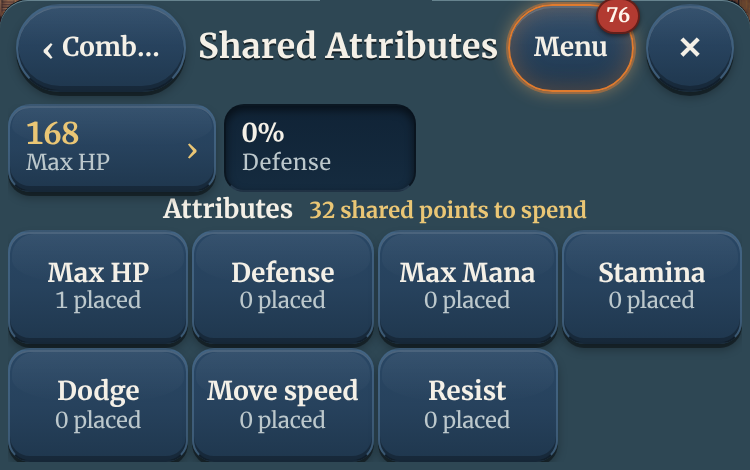 ‹ Comb... Shared Attributes Menu 76 ×
168 0%
Max HP › Defense
Attributes 32 shared points to spend
Max HP Defense Max Mana Stamina
1 placed 0 placed 0 placed 0 placed
Dodge Move speed Resist
0 placed 0 placed 0 placed